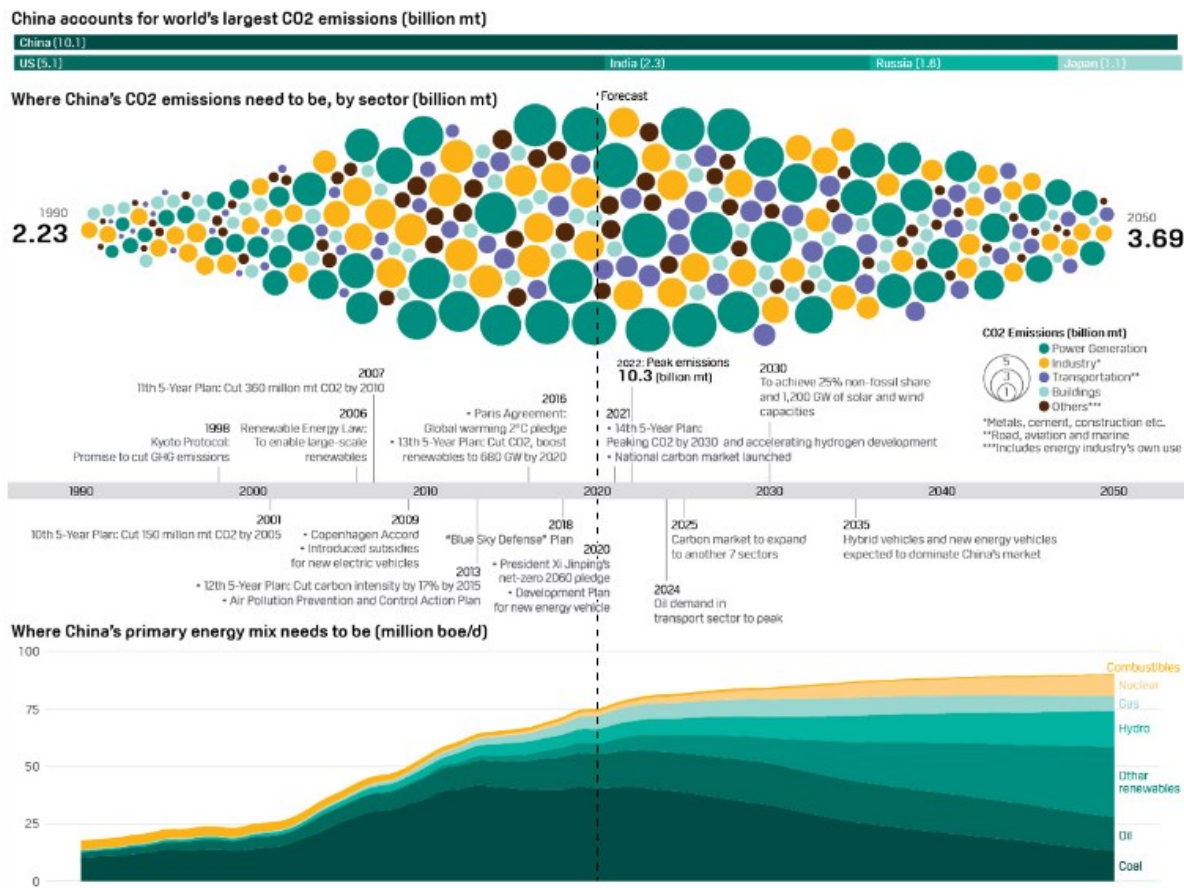 China accounts for world's largest CO2 emissions (billion mt)
China (10.1)
US (5.1)
India (2.3)
Russia (1.6)
Japan (1.1)
Where China's CO2 emissions need to be, by sector (billion mt)
Forecast
1990
2.23
2050
3.69
CO2 Emissions (billion mt)
5
3
1
Power Generation
Industry*
Transportation**
Buildings
Others***
*Metals, cement, construction etc.
**Road, aviation and marine
***Includes energy industry's own use
2007
11th 5-Year Plan: Cut 360 millon mt CO2 by 2010
2006
Renewable Energy Law:
To enable large-scale
renewables
1998
Kyoto Protocol:
Promise to cut GHG emissions
2016
• Paris Agreement:
Global warming 2°C pledge
• 13th 5-Year Plan: Cut CO2, boost
renewables to 680 GW by 2020
2022: Peak emissions
10.3 (billion mt)
2021
• 14th 5-Year Plan:
Peaking CO2 by 2030 and accelerating hydrogen development
• National carbon market launched
2030
To achieve 25% non-fossil share
and 1,200 GW of solar and wind
capacities
1990
2000
2010
2020
2030
2040
2050
2001
10th 5-Year Plan: Cut 150 millon mt CO2 by 2005
2009
• Copenhagen Accord
• Introduced subsidies
for new electric vehicles
2013
• 12th 5-Year Plan: Cut carbon intensity by 17% by 2015
• Air Pollution Prevention and Control Action Plan
2018
"Blue Sky Defense" Plan
2020
• President Xi Jinping's
net-zero 2060 pledge
• Development Plan
for new energy vehicle
2025
Carbon market to expand
to another 7 sectors
2024
Oil demand in
transport sector to peak
2035
Hybrid vehicles and new energy vehicles
expected to dominate China's market
Where China's primary energy mix needs to be (million boe/d)
100
75
50
25
0
Combustibles
Nuclear
Gas
Hydro
Other
renewables
Oil
Coal